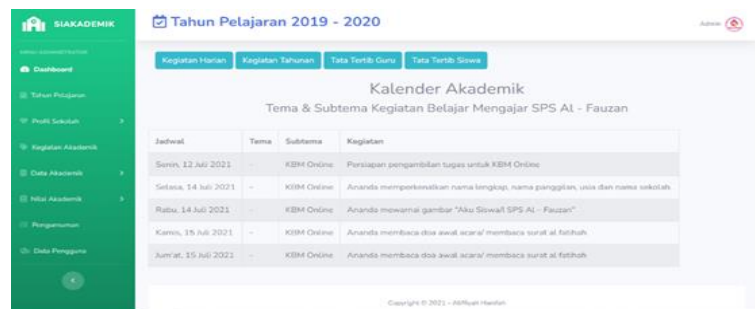 SIAKADEMIK
Tahun Pelajaran 2019 - 2020
Admin
Dashboard
Tahun Pelajaran
Profil Sekolah
Kegiatan Akademik
Data Akademik
Nilai Akademik
Pengumuman
Data Pengguna
Kegiatan Harian Kegiatan Tahunan Tata Tertib Guru Tata Tertib Siswa
Kalender Akademik
Tema & Subtema Kegiatan Belajar Mengajar SPS Al - Fauzan
Jadwal Tema Subtema Kegiatan
Senin, 12 Juli 2021 - KBM Online Persiapan pengambilan tugas untuk KBM Online
Selasa, 14 Juli 2021 - KBM Online Ananda memperkenalkan nama lengkap, nama panggilan, usia dan nama sekolah.
Rabu, 14 Juli 2021 - KBM Online Ananda mewarnai gambar "Aku Siswa/i SPS AL - Fauzan"
Kamis, 15 Juli 2021 - KBM Online Ananda membaca doa awal acara/ membaca surat al fatihah
Jum'at, 15 Juli 2021 - KBM Online Ananda membaca doa awal acara/ membaca surat al fatihah
Copyright © 2021 -